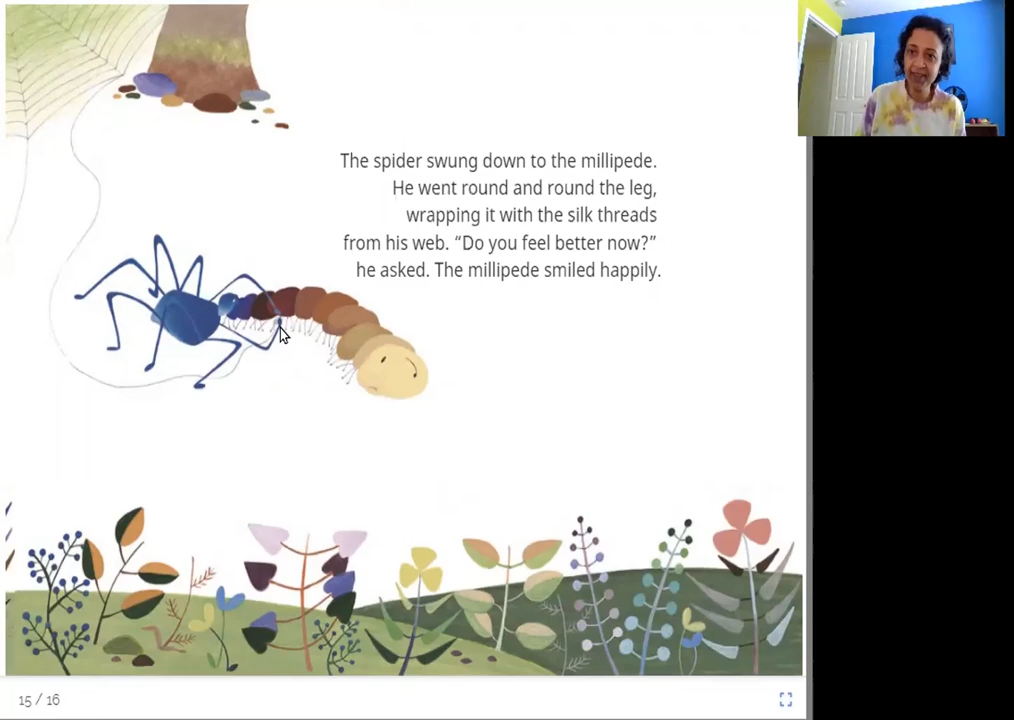 The spider swung down to the millipede.
He went round and round the leg,
wrapping it with the silk threads
from his web. “Do you feel better now?”
he asked. The millipede smiled happily.
15 / 16